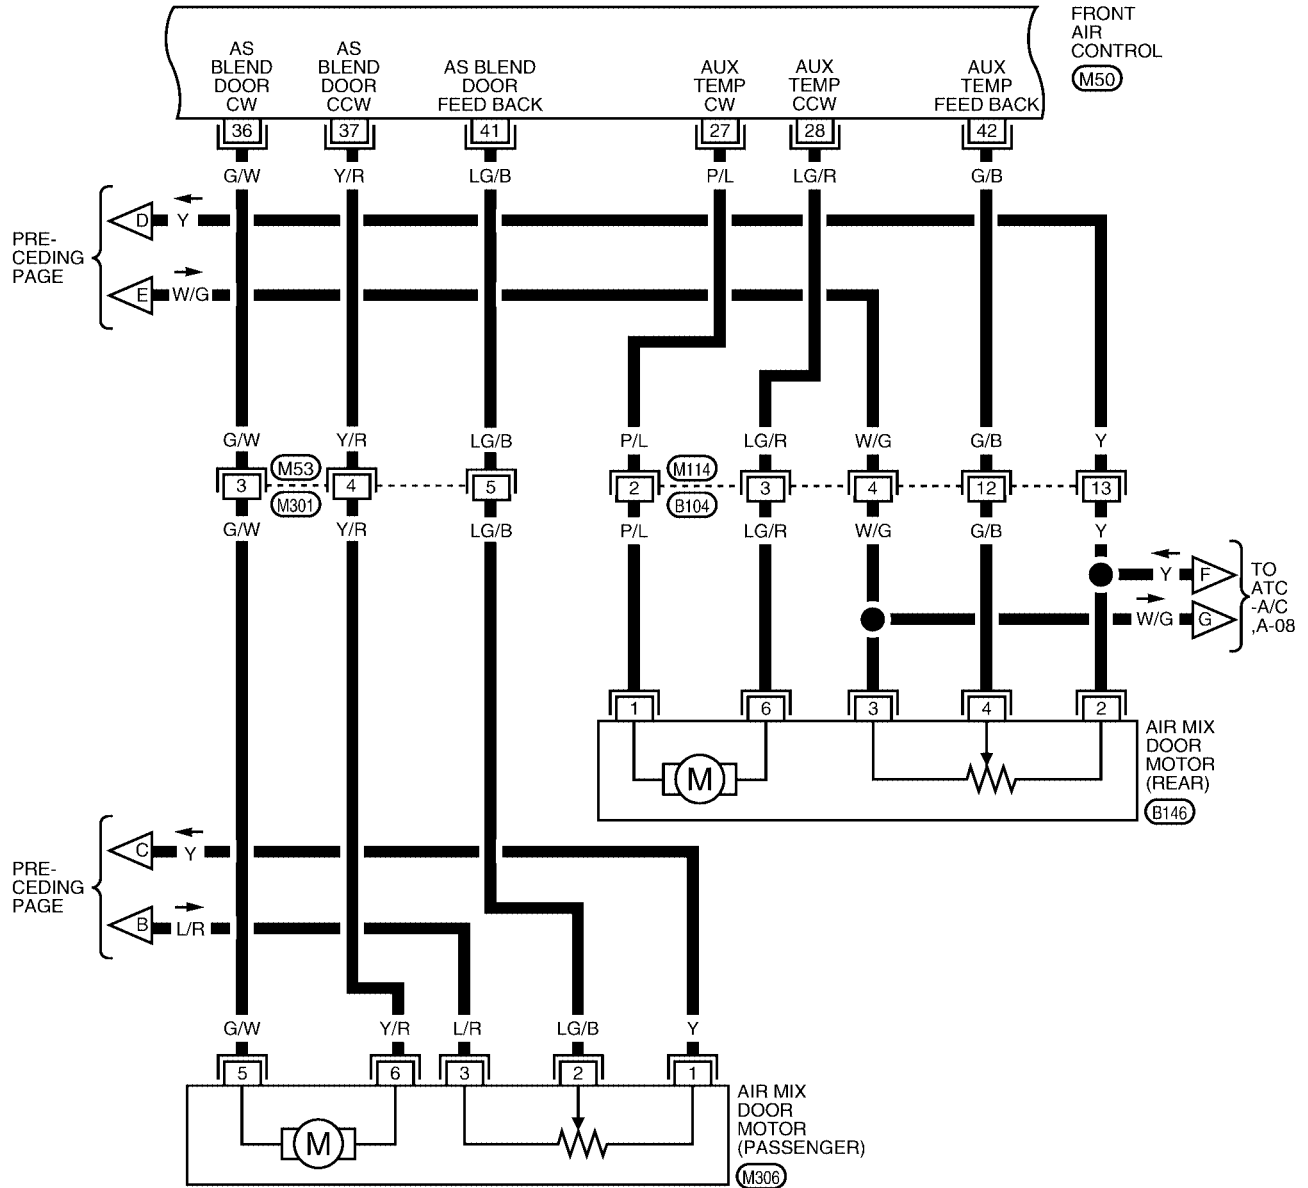 FRONT
AIR
CONTROL
M50
AS
BLEND
DOOR
CW
AS
BLEND
DOOR
CCW
AS BLEND
DOOR
FEED BACK
AUX
TEMP
CW
AUX
TEMP
CCW
AUX
TEMP
FEED BACK
36 37 41 27 28 42
G/W Y/R LG/B P/L LG/R G/B
PRE-
CEDING
PAGE
D Y
E W/G
G/W Y/R LG/B P/L LG/R W/G G/B Y
M53 M114
3 4 5 2 3 4 12 13
M301 B104
G/W Y/R LG/B P/L LG/R W/G G/B Y
Y F
W/G G
TO
ATC
-A/C
,A-08
1 6 3 4 2
M
AIR MIX
DOOR
MOTOR
(REAR)
B146
PRE-
CEDING
PAGE
C Y
B L/R
G/W Y/R L/R LG/B Y
5 6 3 2 1
M
AIR MIX
DOOR
MOTOR
(PASSENGER)
M306